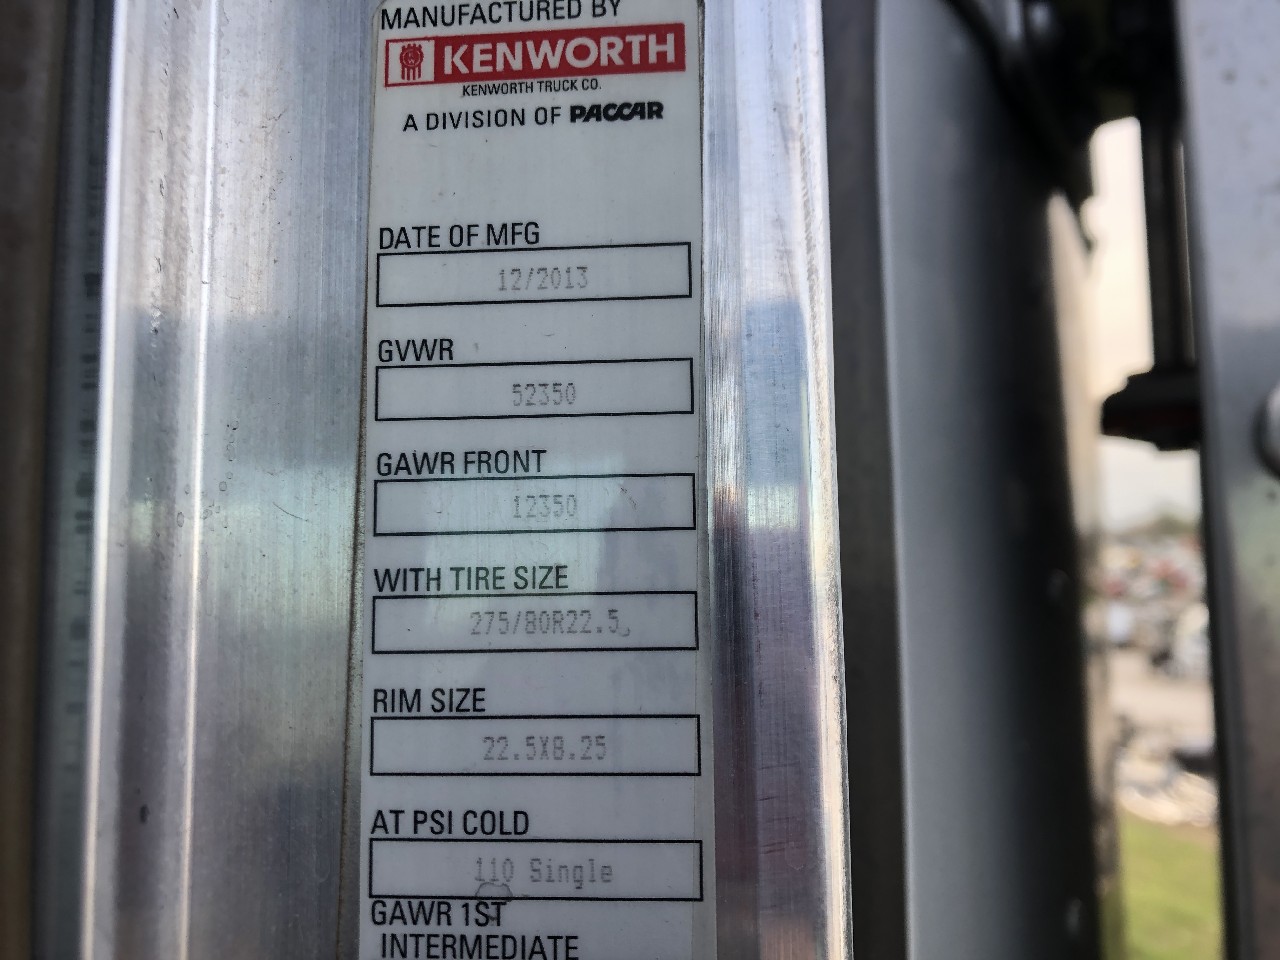 MANUFACTURED BY
KENWORTH
KENWORTH TRUCK CO.
A DIVISION OF PACCAR
DATE OF MFG
12/2013
GVWR
52350
GAWR FRONT
12350
WITH TIRE SIZE
275/80R22.5
RIM SIZE
22.5X8.25
AT PSI COLD
110 Single
GAWR 1ST
INTERMEDIATE